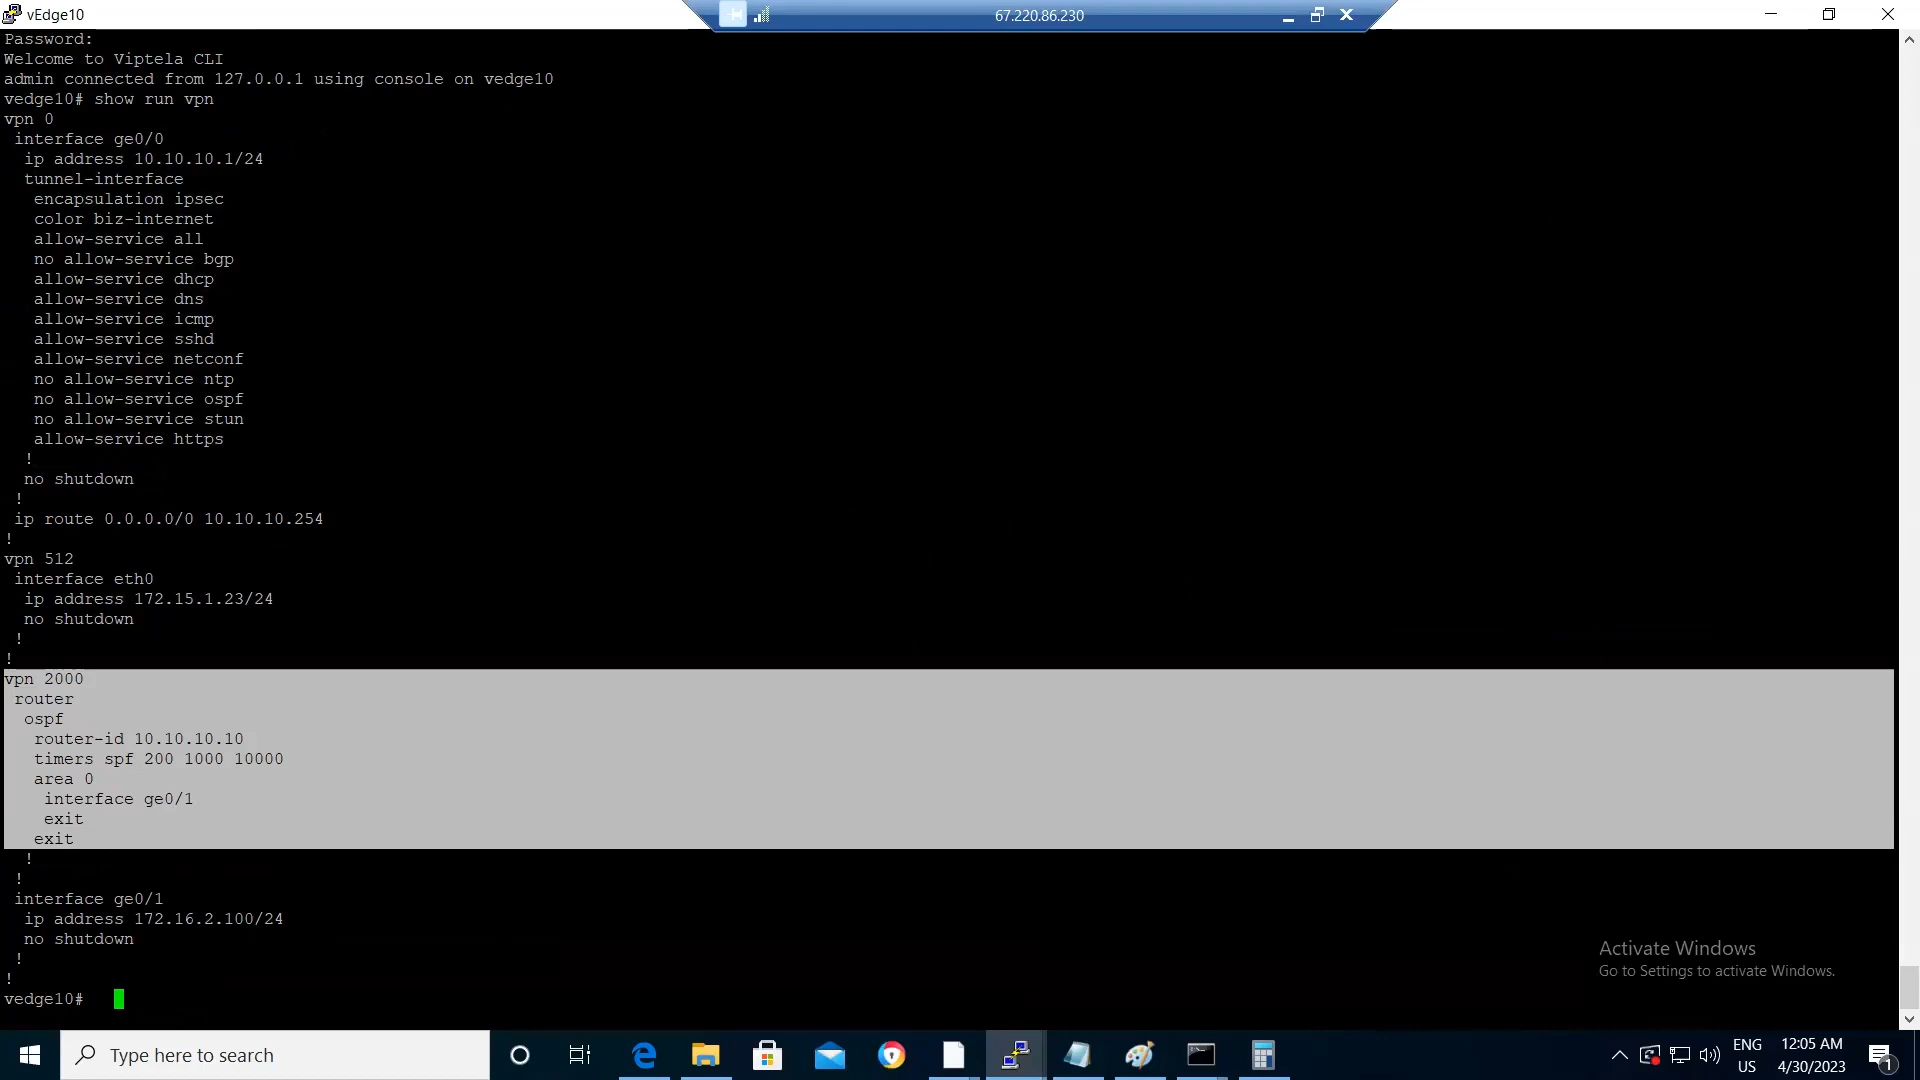 vEdge10
67.220.86.230
Password:
Welcome to Viptela CLI
admin connected from 127.0.0.1 using console on vedge10
vedge10# show run vpn
vpn 0
interface ge0/0
ip address 10.10.10.1/24
tunnel-interface
encapsulation ipsec
color biz-internet
allow-service all
no allow-service bgp
allow-service dhcp
allow-service dns
allow-service icmp
allow-service sshd
allow-service netconf
no allow-service ntp
no allow-service ospf
no allow-service stun
allow-service https
!
no shutdown
!
ip route 0.0.0.0/0 10.10.10.254
!
vpn 512
interface eth0
ip address 172.15.1.23/24
no shutdown
!
!
vpn 2000
router
ospf
router-id 10.10.10.10
timers spf 200 1000 10000
area 0
interface ge0/1
exit
exit
!
!
interface ge0/1
ip address 172.16.2.100/24
no shutdown
!
!
vedge10#
Activate Windows
Go to Settings to activate Windows.
Type here to search
ENG
US
12:05 AM
4/30/2023
1